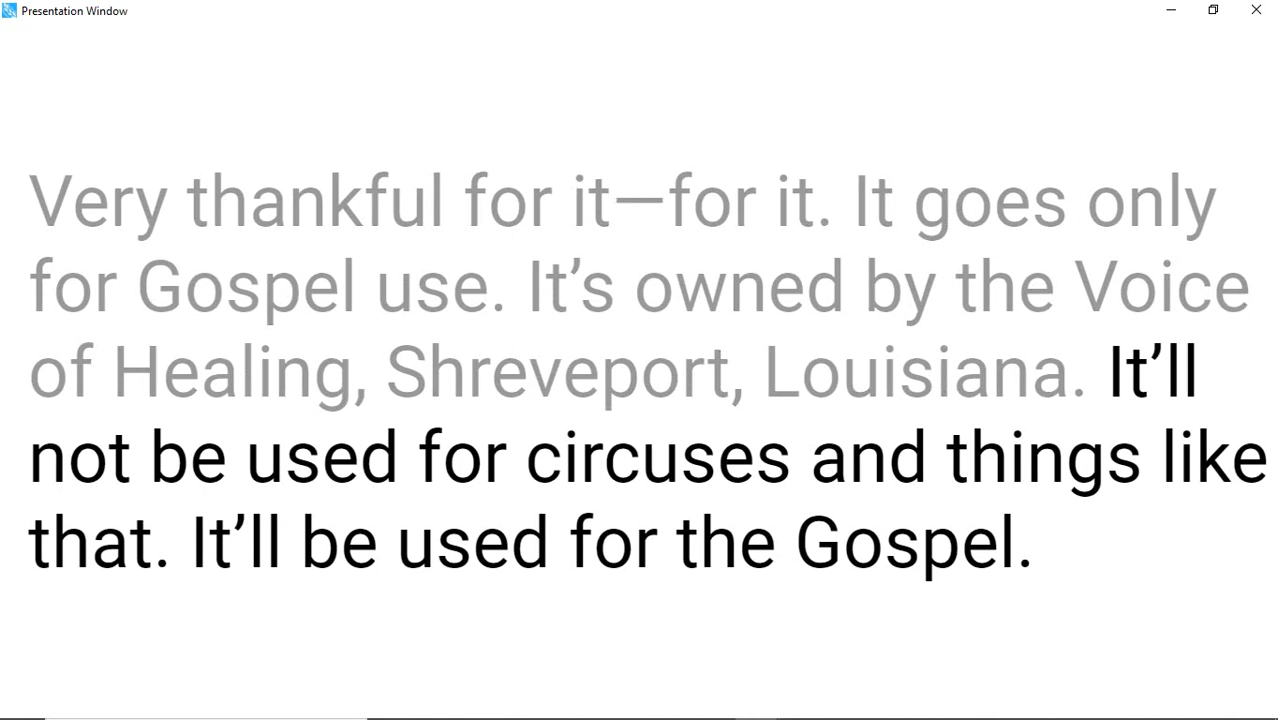 Presentation Window
Very thankful for it—for it. It goes only
for Gospel use. It’s owned by the Voice
of Healing, Shreveport, Louisiana. It’ll
not be used for circuses and things like
that. It’ll be used for the Gospel.